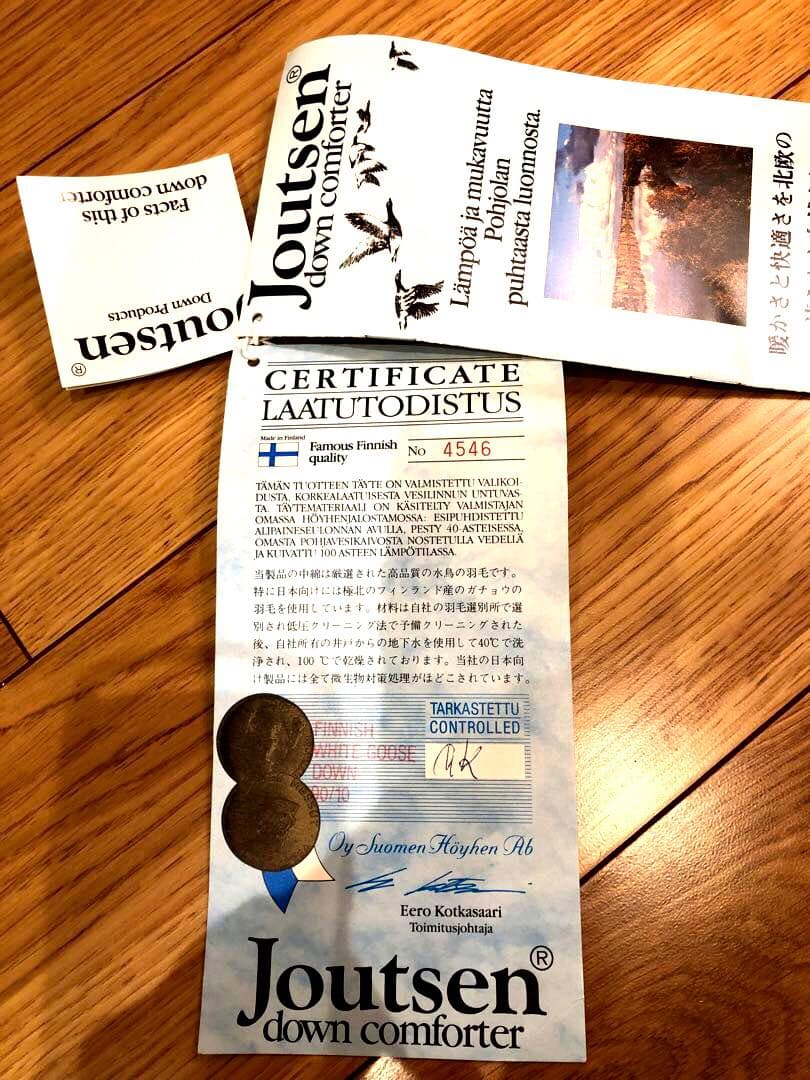 Joutsen®
down comforter
Lämpöä ja mukavuutta
Pohjolan
puhtaasta luonnosta.
暖かさと快適さを北欧の
Facts of this
down comforter
Down Products
Joutsen
®
CERTIFICATE
LAATUTODISTUS
Made in Finland
Famous Finnish
quality
No 4546
TÄMÄN TUOTTEEN TÄYTE ON VALMISTETTU VALIKOI-
DUSTA, KORKEALAATUISESTA VESILINNUN UNTUVAS-
TA. TÄYTEMATERIAALI ON KÄSITELTY VALMISTAJAN
OMASSA HÖYHENJALOSTAMOSSA: ESIPUHDISTETTU
ALIPAINESEULONNAN AVULLA, PESTY 40-ASTEISESSA,
OMASTA POHJAVESIKAIVOSTA NOSTETULLA VEDELLÄ
JA KUIVATTU 100 ASTEEN LÄMPÖTILASSA.
当製品の中綿は厳選された高品質の水鳥の羽毛です。
特に日本向けには極北のフィンランド産のガチョウの
羽毛を使用しています。材料は自社の羽毛選別所で選
別され低圧クリーニング法で予備クリーニングされた
後、自社所有の井戸からの地下水を使用して40℃で洗
浄され、100℃で乾燥されております。当社の日本向
け製品には全て微生物対策処理がほどこされています。
TARKASTETTU
CONTROLLED
FINNISH
WHITE GOOSE
DOWN
90/10
Oy Suomen Höyhen Ab
Eero Kotkasaari
Toimitusjohtaja
Joutsen®
down comforter